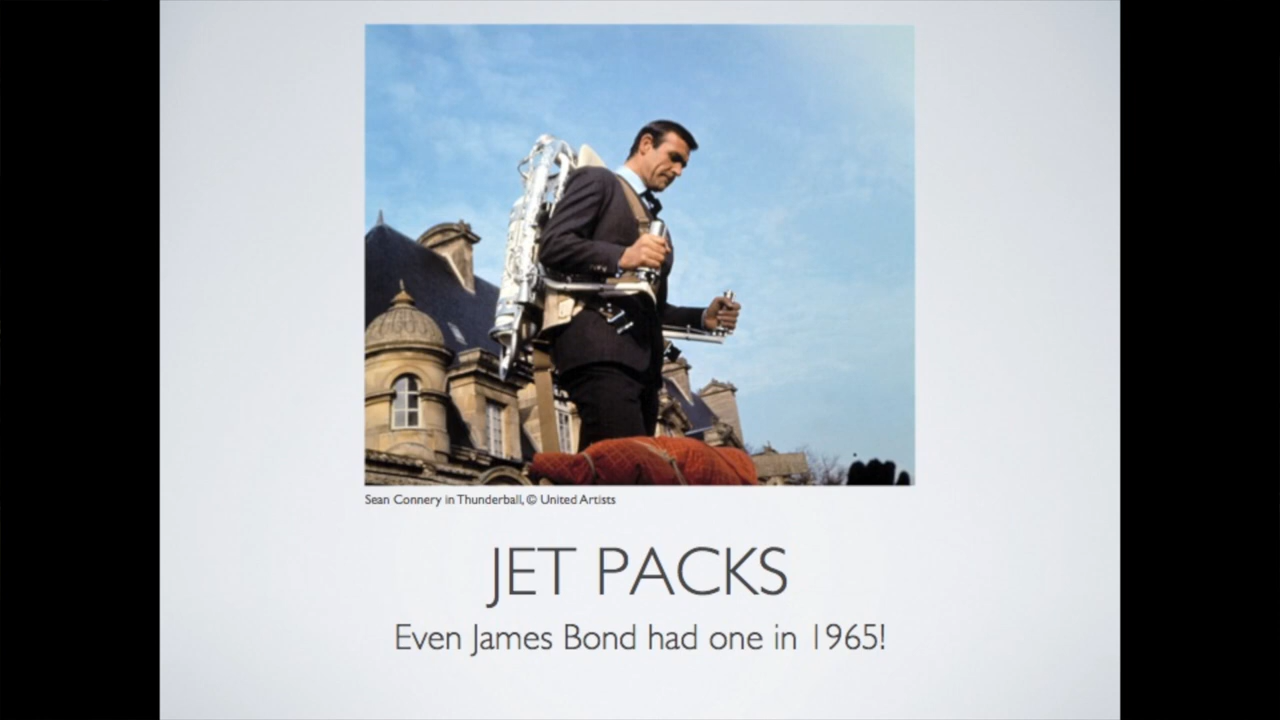 Sean Connery in Thunderball, © United Artists
JET PACKS
Even James Bond had one in 1965!